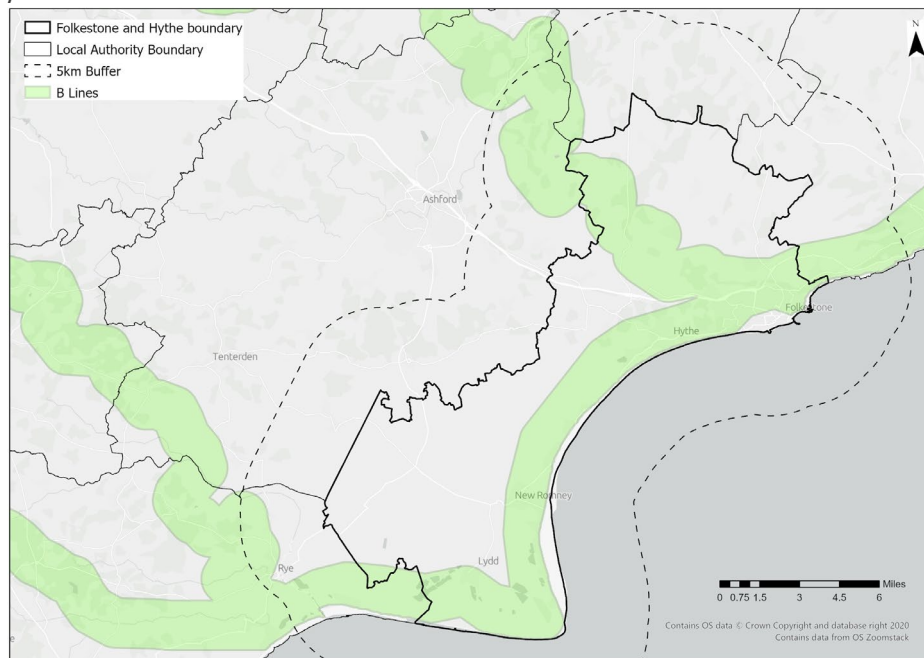 Folkestone and Hythe boundary
Local Authority Boundary
5km Buffer
B Lines
N
Ashford
Folkestone
Hythe
Tenterden
New Romney
Rye
Lydd
Miles
0 0.75 1.5 3 4.5 6
Contains OS data © Crown Copyright and database right 2020
Contains data from OS Zoomstack